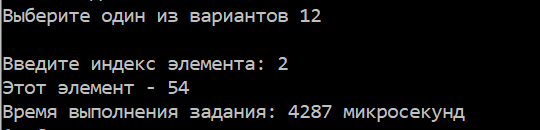 Выберите один из вариантов 12
Введите индекс элемента: 2
Этот элемент - 54
Время выполнения задания: 4287 микросекунд